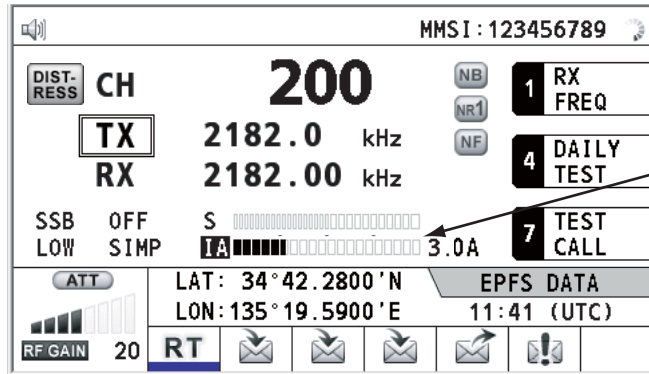 MMSI:123456789
DIST-
RESS CH 200 NB 1 RX
FREQ
NR1
TX 2182.0 kHz NF 4 DAILY
TEST
RX 2182.00 kHz
SSB OFF S 7 TEST
CALL
LOW SIMP IA 3.0A
ATT LAT: 34°42.2800'N EPFS DATA
LON:135°19.5900'E 11:41 (UTC)
RF GAIN 20 RT